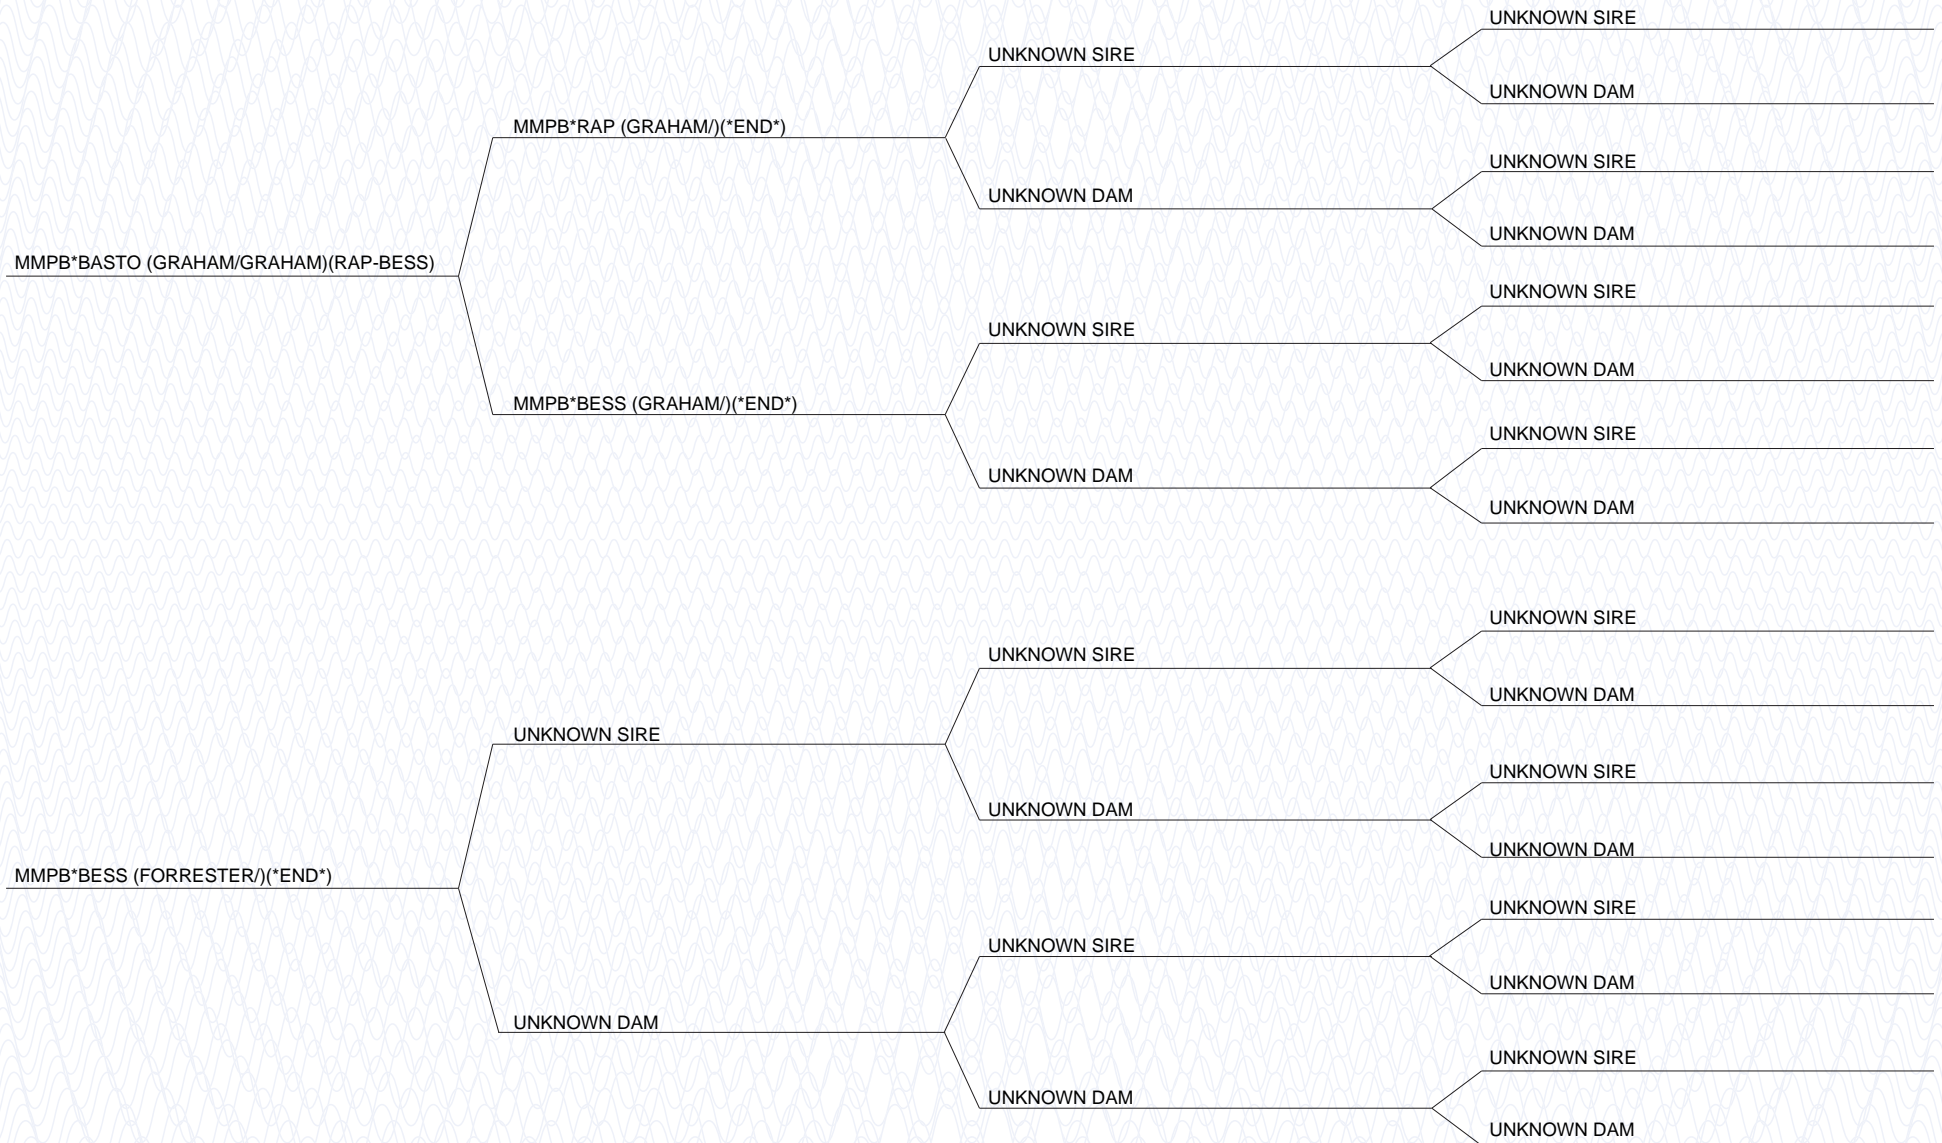 UNKNOWN SIRE
UNKNOWN SIRE
UNKNOWN DAM
MMPB*RAP (GRAHAM/)(*END*)
UNKNOWN SIRE
UNKNOWN DAM
UNKNOWN DAM
MMPB*BASTO (GRAHAM/GRAHAM)(RAP-BESS)
UNKNOWN SIRE
UNKNOWN SIRE
UNKNOWN DAM
MMPB*BESS (GRAHAM/)(*END*)
UNKNOWN SIRE
UNKNOWN DAM
UNKNOWN DAM
UNKNOWN SIRE
UNKNOWN SIRE
UNKNOWN DAM
UNKNOWN SIRE
UNKNOWN SIRE
UNKNOWN DAM
UNKNOWN DAM
MMPB*BESS (FORRESTER/)(*END*)
UNKNOWN SIRE
UNKNOWN SIRE
UNKNOWN DAM
UNKNOWN DAM
UNKNOWN SIRE
UNKNOWN DAM
UNKNOWN DAM